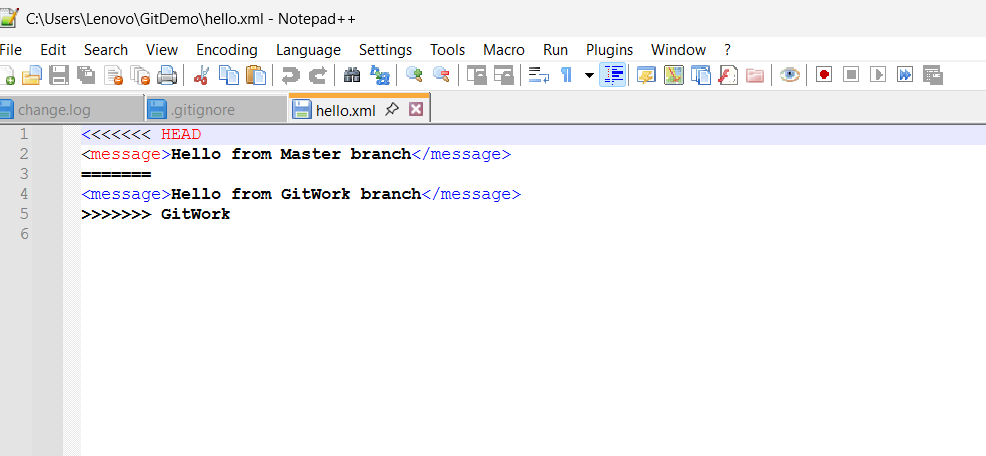 C:\Users\Lenovo\GitDemo\hello.xml - Notepad++
File Edit Search View Encoding Language Settings Tools Macro Run Plugins Window ?
change.log .gitignore hello.xml
1 <<<<<<< HEAD
2 <message>Hello from Master branch</message>
3 =======
4 <message>Hello from GitWork branch</message>
5 >>>>>>> GitWork
6